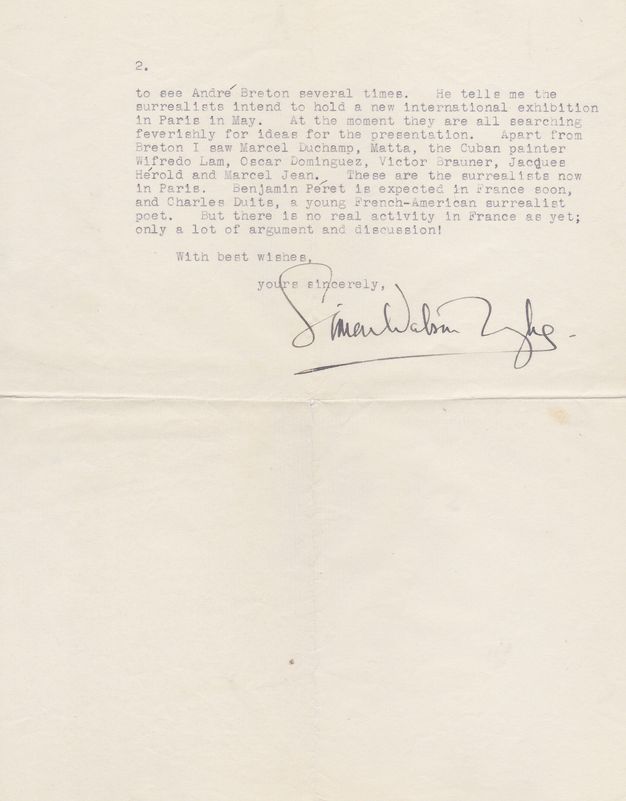 2.
to see André Breton several times. He tells me the
surrealists intend to hold a new international exhibition
in Paris in May. At the moment they are all searching
feverishly for ideas for the presentation. Apart from
Breton I saw Marcel Duchamp, Matta, the Cuban painter
Wifredo Lam, Oscar Dominguez, Victor Brauner, Jacques
Hérold and Marcel Jean. These are the surrealists now
in Paris. Benjamin Péret is expected in France soon,
and Charles Duits, a young French-American surrealist
poet. But there is no real activity in France as yet;
only a lot of argument and discussion!
With best wishes,
yours sincerely,
Simon Watson Taylor